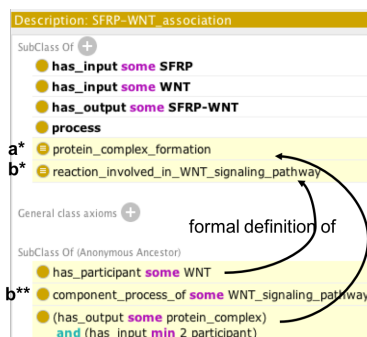 Description: SFRP-WNT_association
SubClass Of
has_input some SFRP
has_input some WNT
has_output some SFRP-WNT
process
a* protein_complex_formation
b* reaction_involved_in_WNT_signaling_pathway
General class axioms
formal definition of
SubClass Of (Anonymous Ancestor)
has_participant some WNT
b** component_process_of some WNT_signaling_pathway
(has_output some protein_complex)
and (has_input min 2 participant)